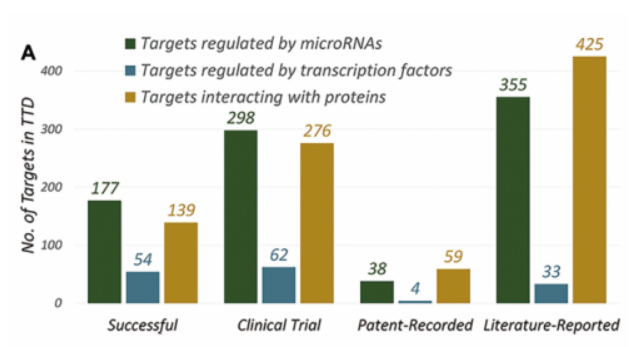 A
Targets regulated by microRNAs
Targets regulated by transcription factors
Targets interacting with proteins
No. of Targets in TTD
400
300
200
100
0
177
54
139
298
62
276
38
4
59
355
33
425
Successful
Clinical Trial
Patent-Recorded
Literature-Reported